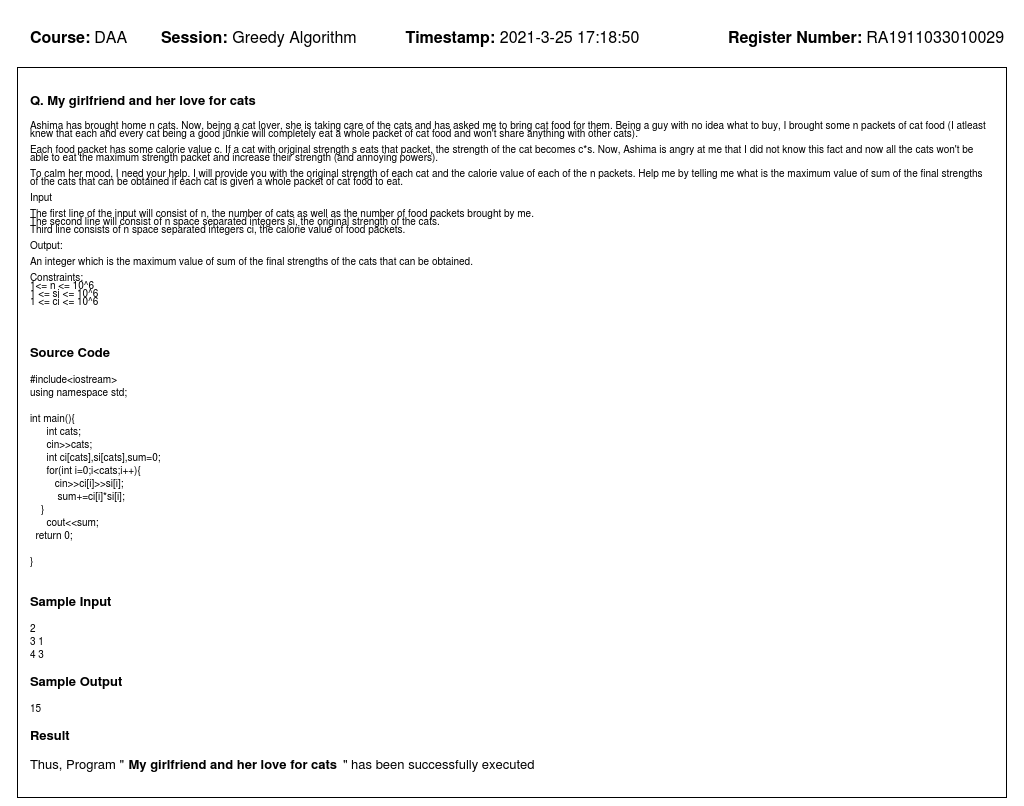 Course: DAA Session: Greedy Algorithm Timestamp: 2021-3-25 17:18:50 Register Number: RA1911033010029
Q. My girlfriend and her love for cats
Ashima has brought home n cats. Now, being a cat lover, she is taking care of the cats and has asked me to bring cat food for them. Being a guy with no idea what to buy, I brought some n packets of cat food (I atleast
knew that each and every cat being a good junkie will completely eat a whole packet of cat food and won't share anything with other cats).
Each food packet has some calorie value c. If a cat with original strength s eats that packet, the strength of the cat becomes c*s. Now, Ashima is angry at me that I did not know this fact and now all the cats won't be
able to eat the maximum strength packet and increase their strength (and annoying powers).
To calm her mood, I need your help. I will provide you with the original strength of each cat and the calorie value of each of the n packets. Help me by telling me what is the maximum value of sum of the final strengths
of the cats that can be obtained if each cat is given a whole packet of cat food to eat.
Input
The first line of the input will consist of n, the number of cats as well as the number of food packets brought by me.
The second line will consist of n space separated integers si, the original strength of the cats.
Third line consists of n space separated integers ci, the calorie value of food packets.
Output:
An integer which is the maximum value of sum of the final strengths of the cats that can be obtained.
Constraints:
1<= n <= 10^6
1 <= si <= 10^6
1 <= ci <= 10^6
Source Code
#include<iostream>
using namespace std;
int main(){
int cats;
cin>>cats;
int ci[cats],si[cats],sum=0;
for(int i=0;i<cats;i++){
cin>>ci[i]>>si[i];
sum+=ci[i]*si[i];
}
cout<<sum;
return 0;
}
Sample Input
2
3 1
4 3
Sample Output
15
Result
Thus, Program " My girlfriend and her love for cats " has been successfully executed